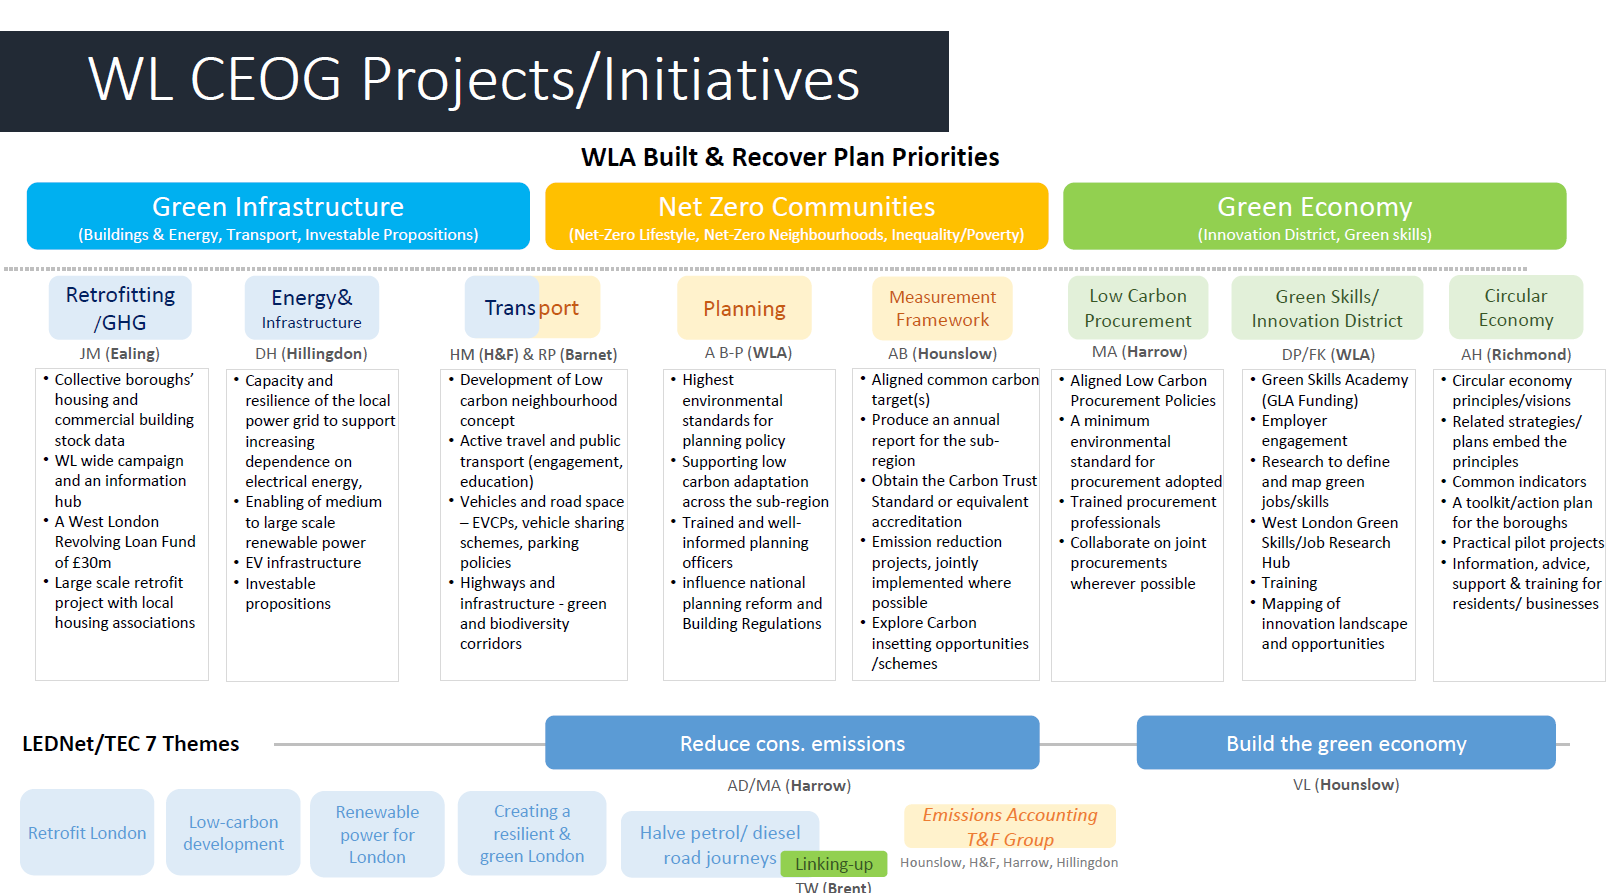 WL CEOG Projects/Initiatives
WLA Built & Recover Plan Priorities
Green Infrastructure
(Buildings & Energy, Transport, Investable Propositions)
Net Zero Communities
(Net-Zero Lifestyle, Net-Zero Neighbourhoods, Inequality/Poverty)
Green Economy
(Innovation District, Green skills)
Retrofitting
/GHG
JM (Ealing)
• Collective boroughs’
housing and
commercial building
stock data
• WL wide campaign
and an information
hub
• A West London
Revolving Loan Fund
of £30m
• Large scale retrofit
project with local
housing associations
Energy&
Infrastructure
DH (Hillingdon)
• Capacity and
resilience of the local
power grid to support
increasing
dependence on
electrical energy,
• Enabling of medium
to large scale
renewable power
• EV infrastructure
• Investable
propositions
Transport
HM (H&F) & RP (Barnet)
• Development of Low
carbon neighbourhood
concept
• Active travel and public
transport (engagement,
education)
• Vehicles and road space
– EVCPs, vehicle sharing
schemes, parking
policies
• Highways and
infrastructure - green
and biodiversity
corridors
Planning
A B-P (WLA)
• Highest
environmental
standards for
planning policy
• Supporting low
carbon adaptation
across the sub-region
• Trained and well-
informed planning
officers
• influence national
planning reform and
Building Regulations
Measurement
Framework
AB (Hounslow)
• Aligned common carbon
target(s)
• Produce an annual
report for the sub-
region
• Obtain the Carbon Trust
Standard or equivalent
accreditation
• Emission reduction
projects, jointly
implemented where
possible
• Explore Carbon
insetting opportunities
/schemes
Low Carbon
Procurement
MA (Harrow)
• Aligned Low Carbon
Procurement Policies
• A minimum
environmental
standard for
procurement adopted
• Trained procurement
professionals
• Collaborate on joint
procurements
wherever possible
Green Skills/
Innovation District
DP/FK (WLA)
• Green Skills Academy
(GLA Funding)
• Employer
engagement
• Research to define
and map green
jobs/skills
• West London Green
Skills/Job Research
Hub
• Training
• Mapping of
innovation landscape
and opportunities
Circular
Economy
AH (Richmond)
• Circular economy
principles/visions
• Related strategies/
plans embed the
principles
• Common indicators
• A toolkit/action plan
for the boroughs
• Practical pilot projects
• Information, advice,
support & training for
residents/ businesses
LEDNet/TEC 7 Themes
Reduce cons. emissions
AD/MA (Harrow)
Build the green economy
VL (Hounslow)
Retrofit London
Low-carbon
development
Renewable
power for
London
Creating a
resilient &
green London
Halve petrol/ diesel
road journeys
Linking-up
TW (Brent)
Emissions Accounting
T&F Group
Hounslow, H&F, Harrow, Hillingdon